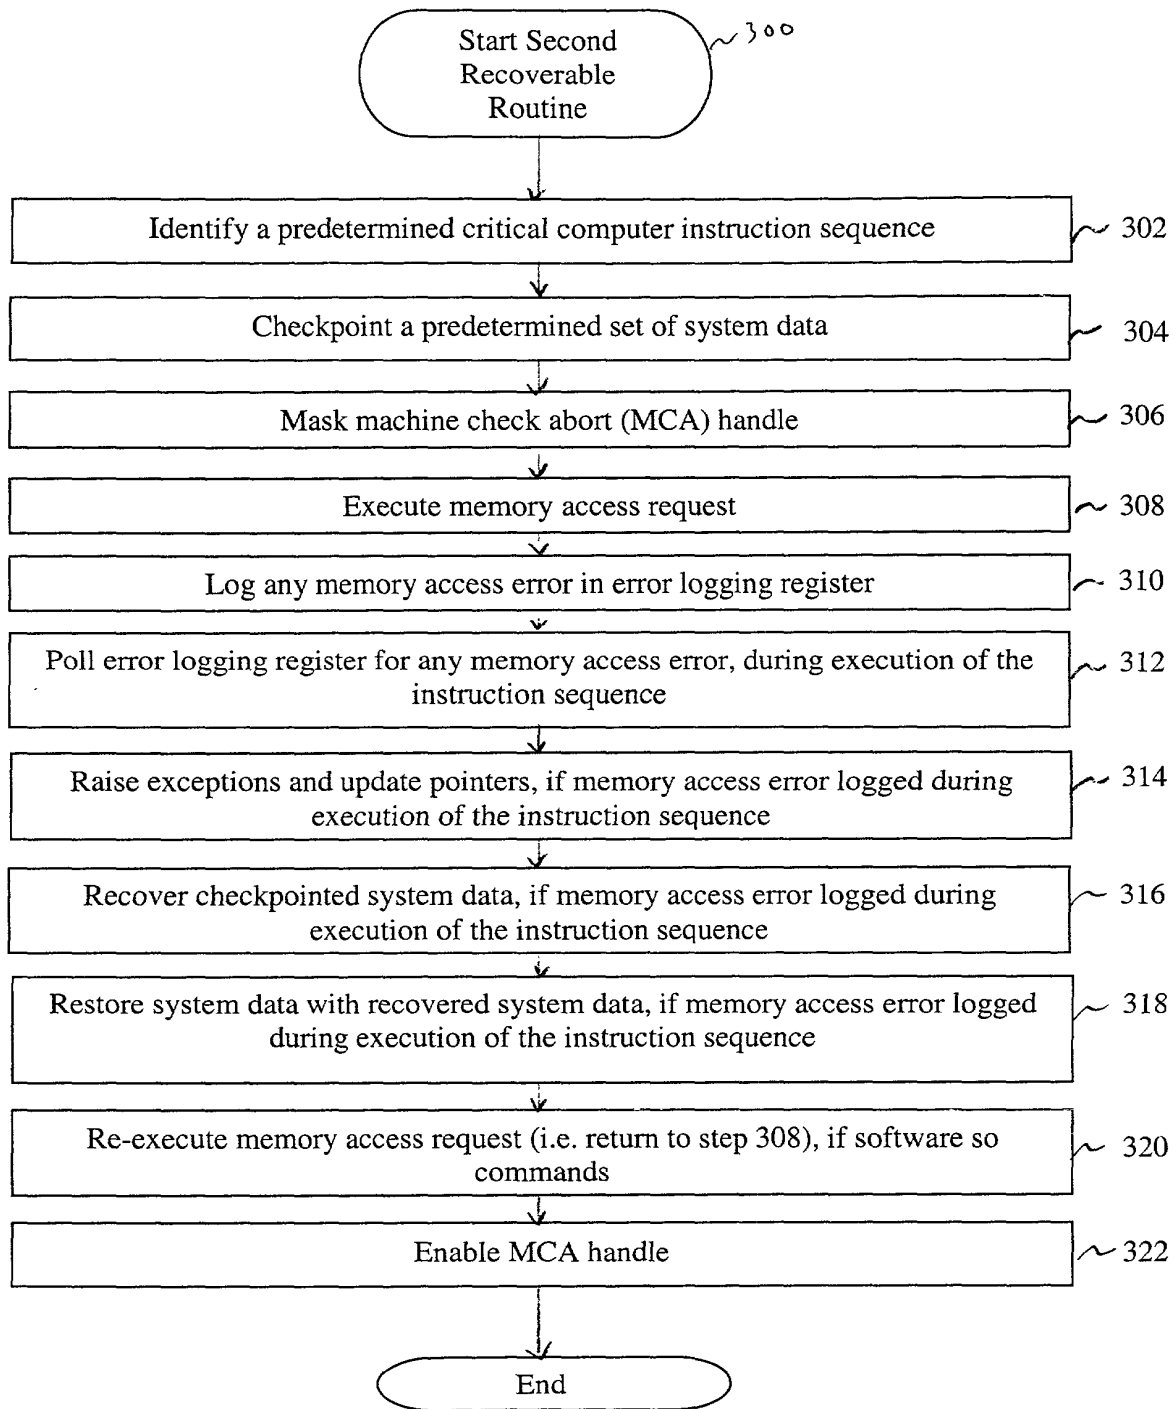 Start Second
Recoverable
Routine
300
Identify a predetermined critical computer instruction sequence
302
Checkpoint a predetermined set of system data
304
Mask machine check abort (MCA) handle
306
Execute memory access request
308
Log any memory access error in error logging register
310
Poll error logging register for any memory access error, during execution of the
instruction sequence
312
Raise exceptions and update pointers, if memory access error logged during
execution of the instruction sequence
314
Recover checkpointed system data, if memory access error logged during
execution of the instruction sequence
316
Restore system data with recovered system data, if memory access error logged
during execution of the instruction sequence
318
Re-execute memory access request (i.e. return to step 308), if software so
commands
320
Enable MCA handle
322
End